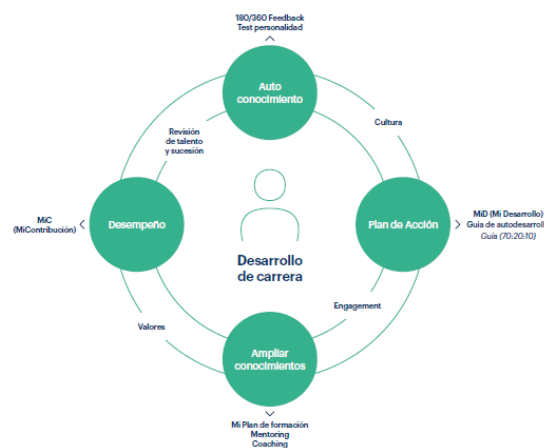 180/360 Feedback
Test personalidad
Auto
conocimiento
Revisión
de talento
y sucesión
Cultura
MiC
(MiContribución)
Desempeño
Plan de Acción
MiD (Mi Desarrollo)
Guia de autodesarroll
Guía (70:20:10)
Desarrollo
de carrera
Valores
Engagement
Ampliar
conocimientos
Mi Plan de formación
Mentoring
Coaching